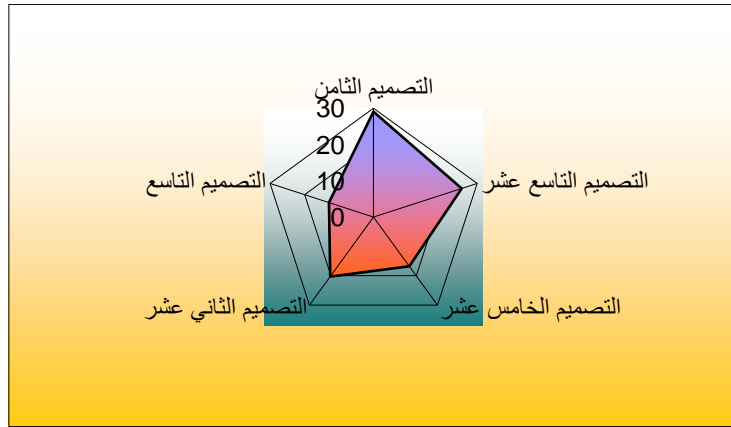 التصميم الثامن
30
20
10
0
التصميم التاسع عشر
التصميم التاسع
التصميم الخامس عشر
التصميم الثاني عشر